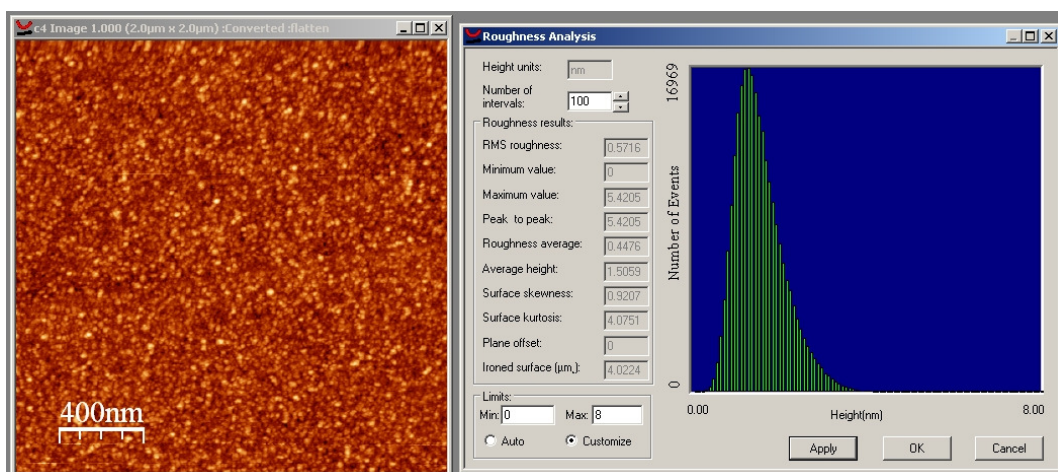 c4 Image 1.000 (2.0µm x 2.0µm) :Converted :flatten
400nm
Roughness Analysis
Height units: nm
Number of
intervals: 100
Roughness results:
RMS roughness: 0.5716
Minimum value: 0
Maximum value: 5.4205
Peak to peak: 5.4205
Roughness average: 0.4476
Average height: 1.5059
Surface skewness: 0.9207
Surface kurtosis: 4.0751
Plane offset: 0
Ironed surface (µm.): 4.0224
Limits:
Min: 0 Max: 8
Auto Customize
16969
Number of Events
0
0.00 Height(nm) 8.00
Apply OK Cancel